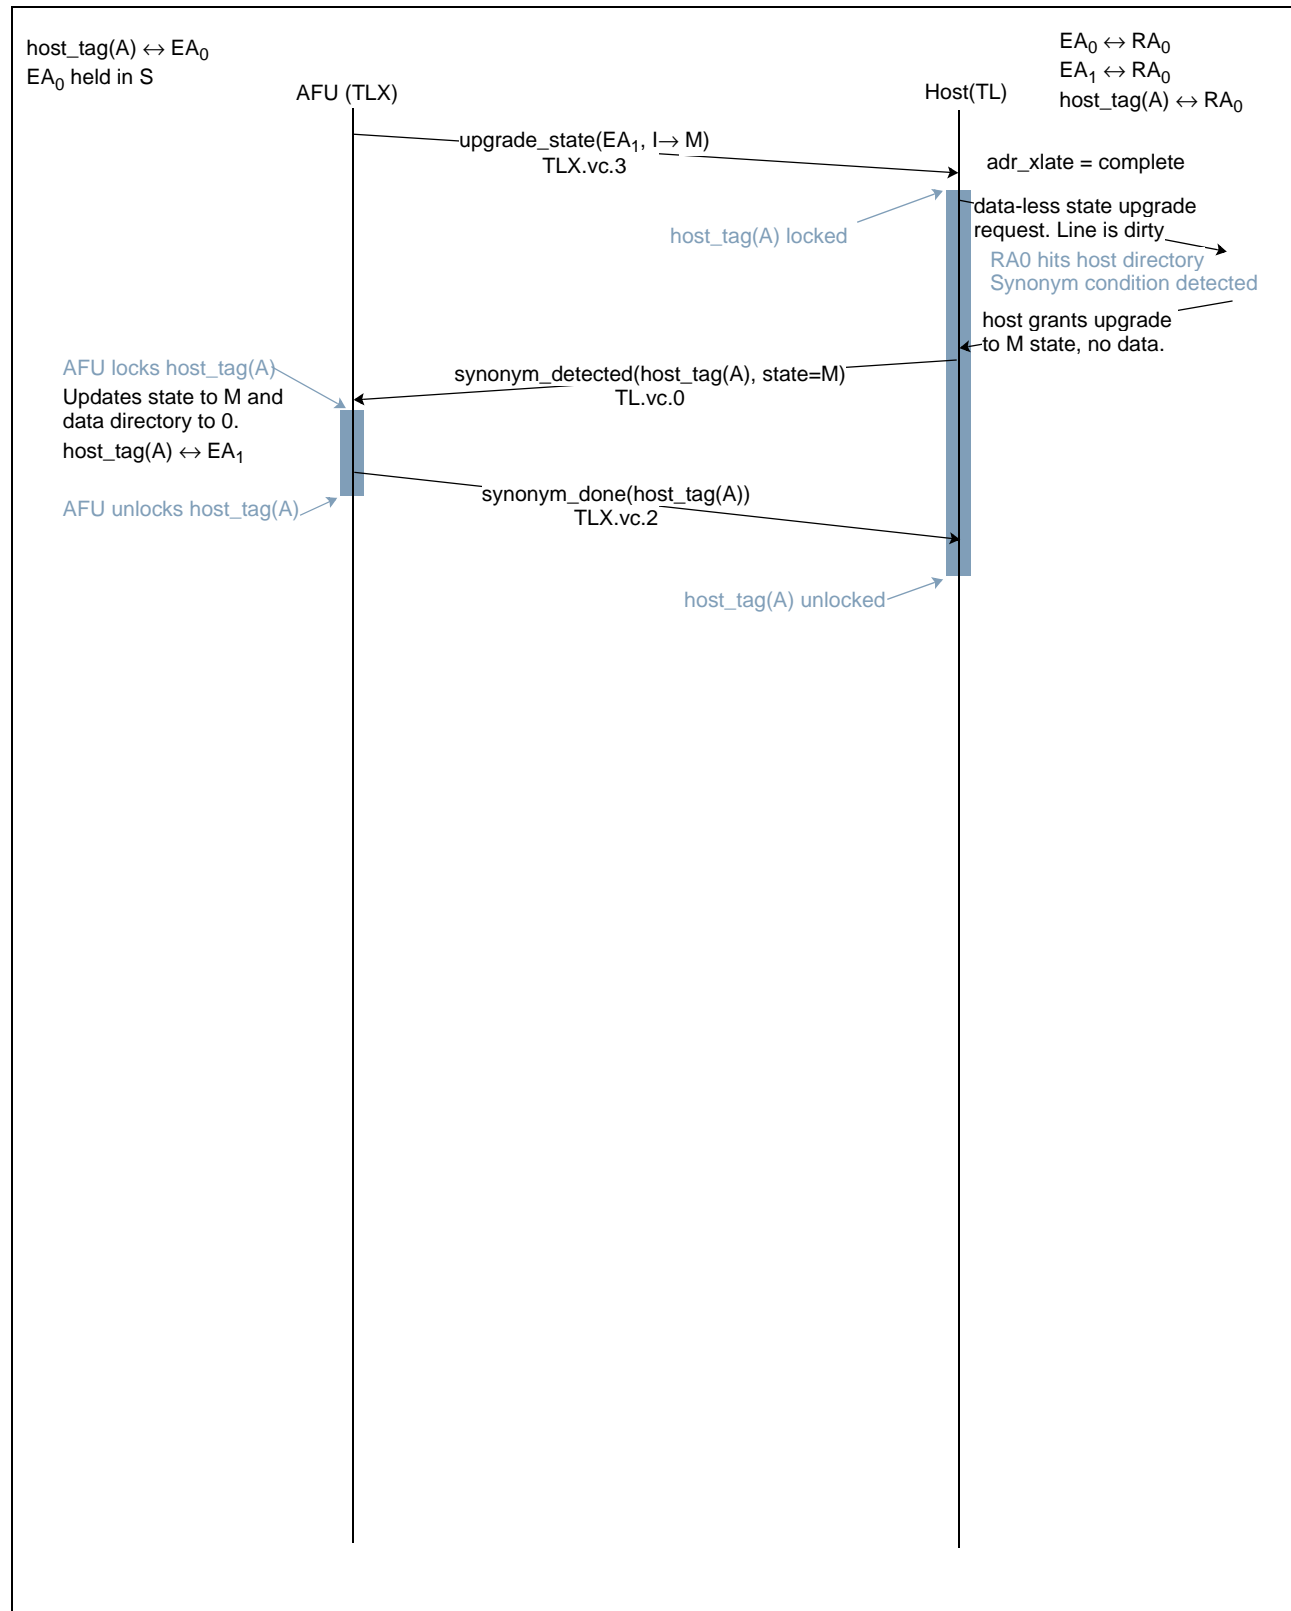 host_tag(A) ↔ EA0
EA0 held in S
EA0 ↔ RA0
EA1 ↔ RA0
host_tag(A) ↔ RA0
AFU (TLX)
Host(TL)
upgrade_state(EA1, I→ M)
TLX.vc.3
adr_xlate = complete
host_tag(A) locked
data-less state upgrade
request. Line is dirty
RA0 hits host directory
Synonym condition detected
host grants upgrade
to M state, no data.
synonym_detected(host_tag(A), state=M)
TL.vc.0
AFU locks host_tag(A)
Updates state to M and
data directory to 0.
host_tag(A) ↔ EA1
synonym_done(host_tag(A))
TLX.vc.2
AFU unlocks host_tag(A)
host_tag(A) unlocked